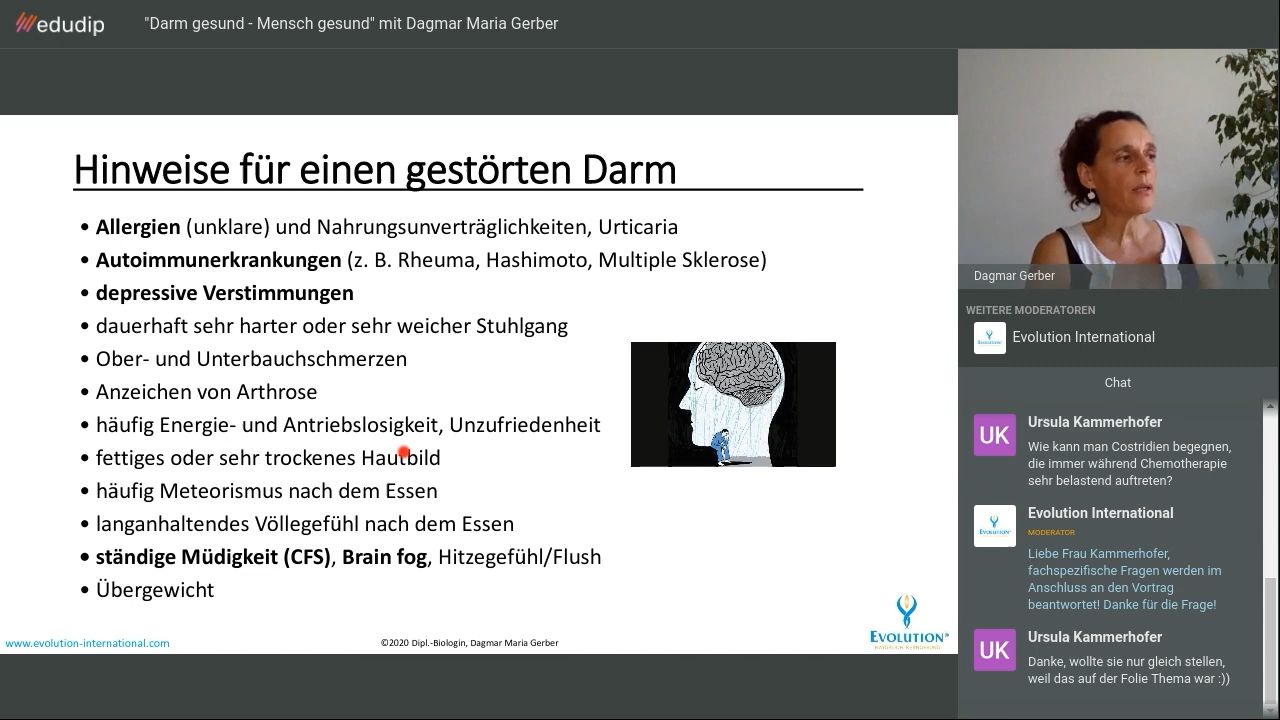 edudip
"Darm gesund - Mensch gesund" mit Dagmar Maria Gerber
Hinweise für einen gestörten Darm
• Allergien (unklare) und Nahrungsunverträglichkeiten, Urticaria
• Autoimmunerkrankungen (z. B. Rheuma, Hashimoto, Multiple Sklerose)
• depressive Verstimmungen
• dauerhaft sehr harter oder sehr weicher Stuhlgang
• Ober- und Unterbauchschmerzen
• Anzeichen von Arthrose
• häufig Energie- und Antriebslosigkeit, Unzufriedenheit
• fettiges oder sehr trockenes Hautbild
• häufig Meteorismus nach dem Essen
• langanhaltendes Völlegefühl nach dem Essen
• ständige Müdigkeit (CFS), Brain fog, Hitzegefühl/Flush
• Übergewicht
www.evolution-international.com
©2020 Dipl.-Biologin, Dagmar Maria Gerber
EVOLUTION®
Dagmar Gerber
WEITERE MODERATOREN
Evolution International
Chat
UK
Ursula Kammerhofer
Wie kann man Costridien begegnen,
die immer während Chemotherapie
sehr belastend auftreten?
Evolution International
MODERATOR
Liebe Frau Kammerhofer,
fachspezifische Fragen werden im
Anschluss an den Vortrag
beantwortet! Danke für die Frage!
UK
Ursula Kammerhofer
Danke, wollte sie nur gleich stellen,
weil das auf der Folie Thema war :))